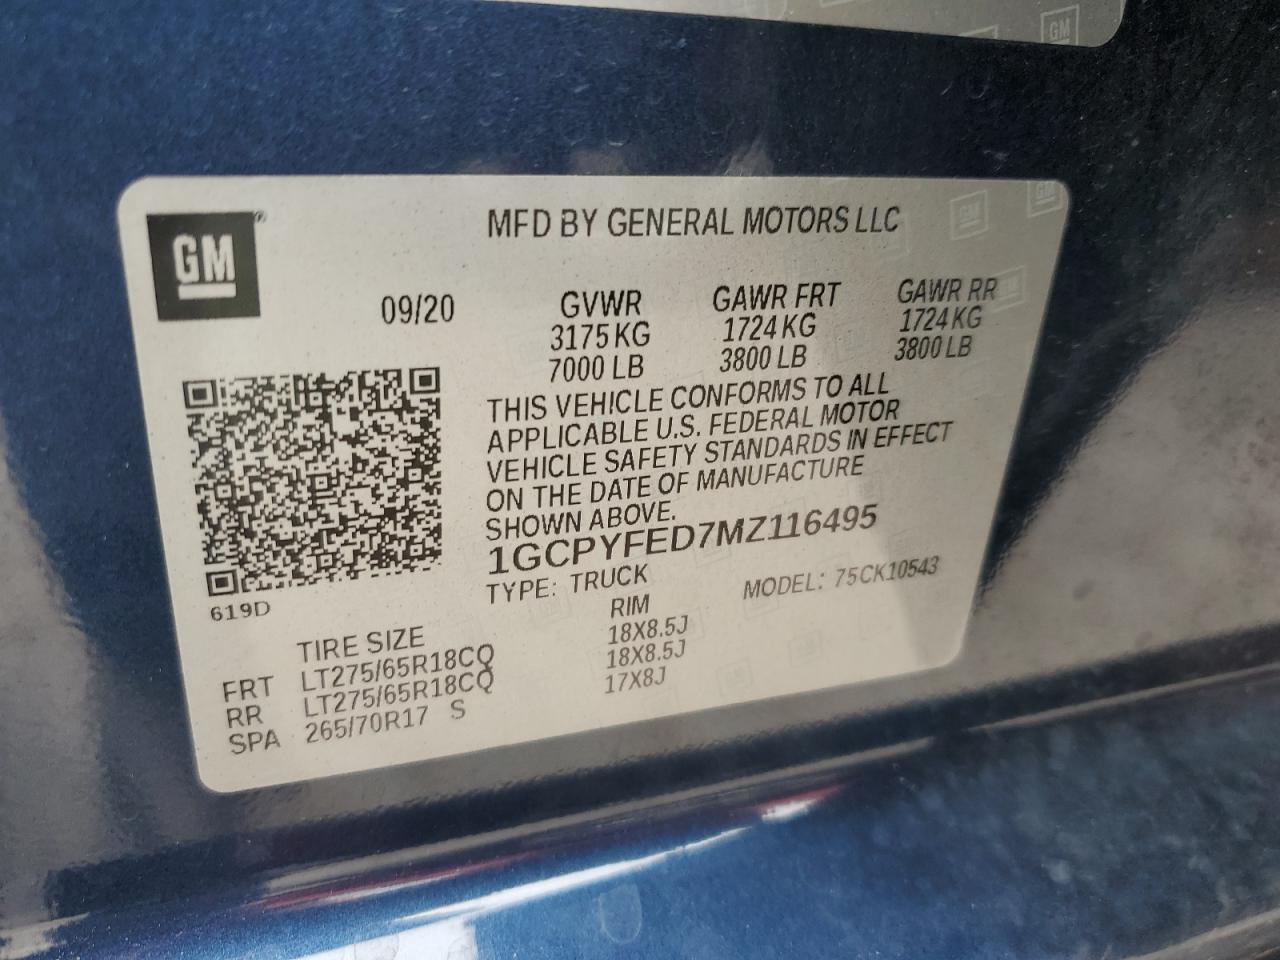 GM
MFD BY GENERAL MOTORS LLC
09/20
GVWR GAWR FRT GAWR RR
3175 KG 1724 KG 1724 KG
7000 LB 3800 LB 3800 LB
THIS VEHICLE CONFORMS TO ALL
APPLICABLE U.S. FEDERAL MOTOR
VEHICLE SAFETY STANDARDS IN EFFECT
ON THE DATE OF MANUFACTURE
SHOWN ABOVE.
1GCPYFED7MZ116495
TYPE: TRUCK MODEL: 75CK10543
619D
TIRE SIZE RIM
FRT LT275/65R18CQ 18X8.5J
RR LT275/65R18CQ 18X8.5J
SPA 265/70R17 S 17X8J